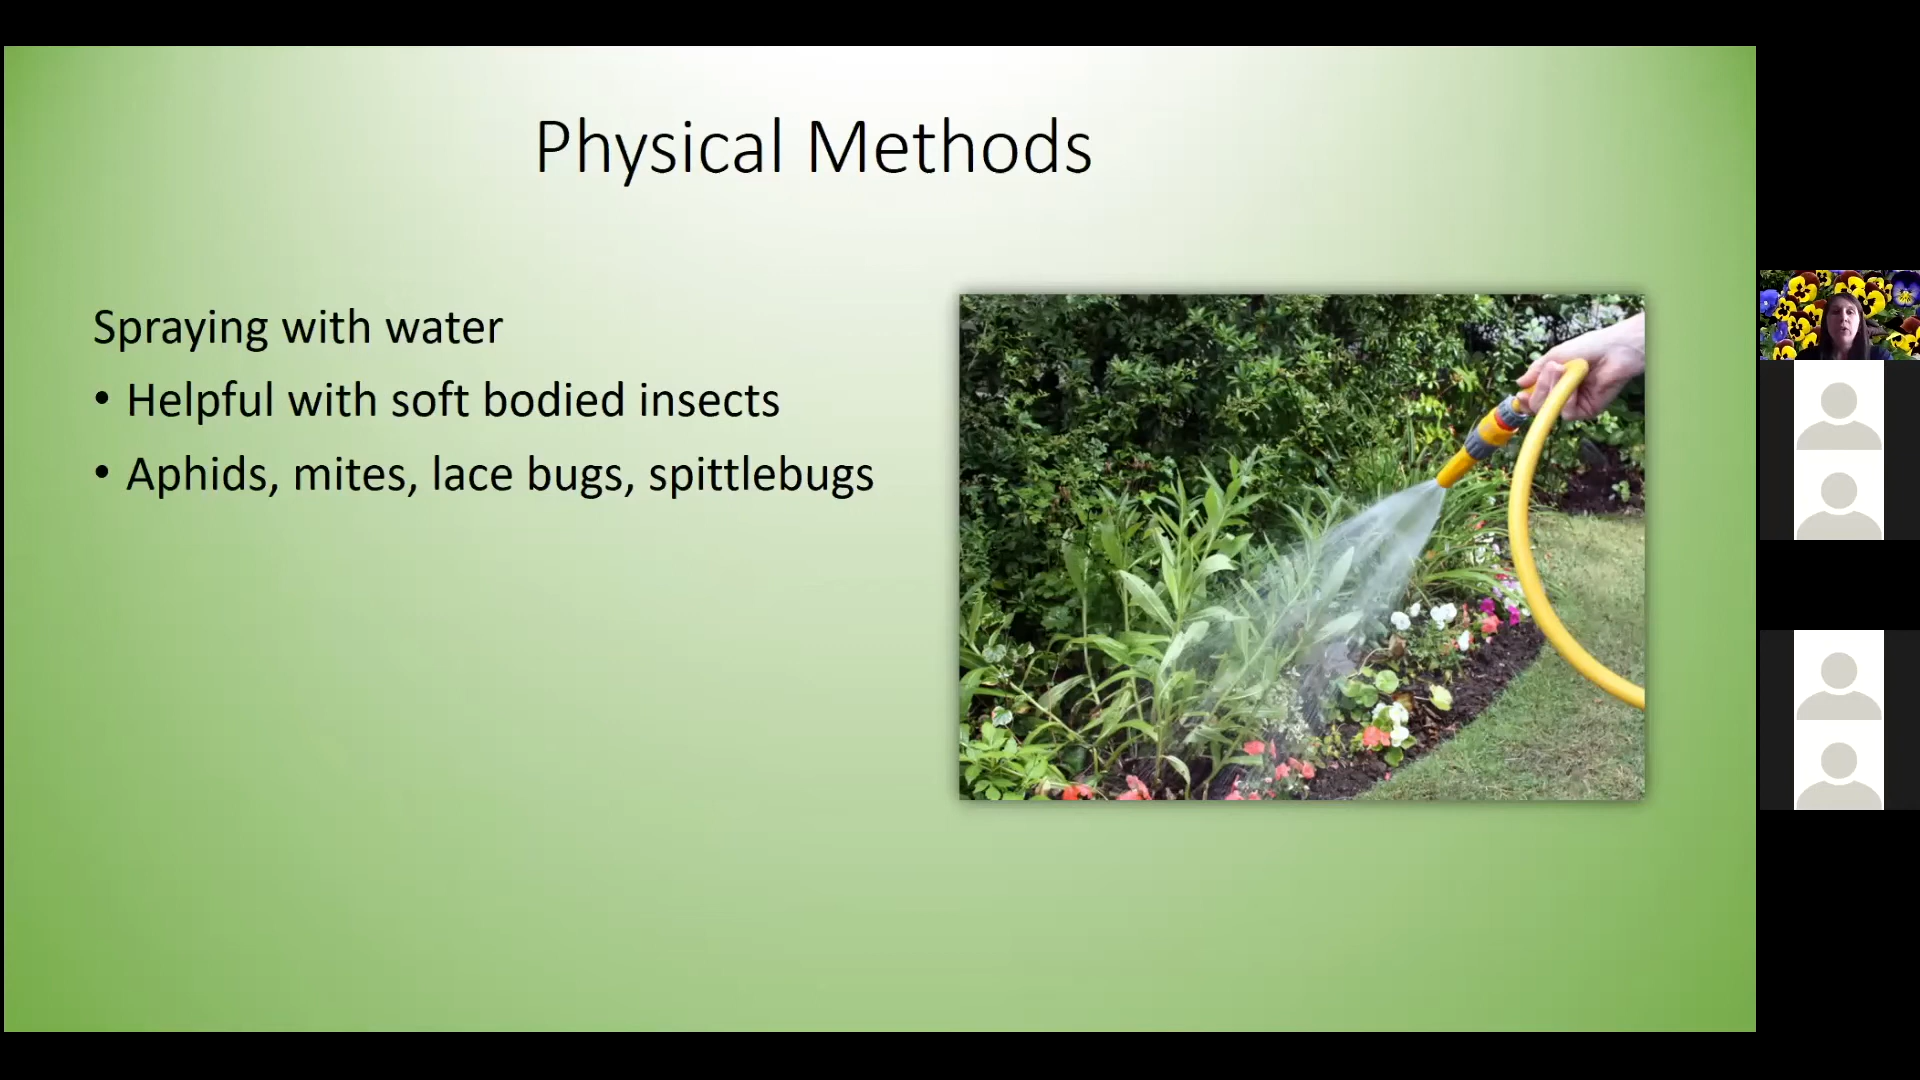 Physical Methods
Spraying with water
• Helpful with soft bodied insects
• Aphids, mites, lace bugs, spittlebugs